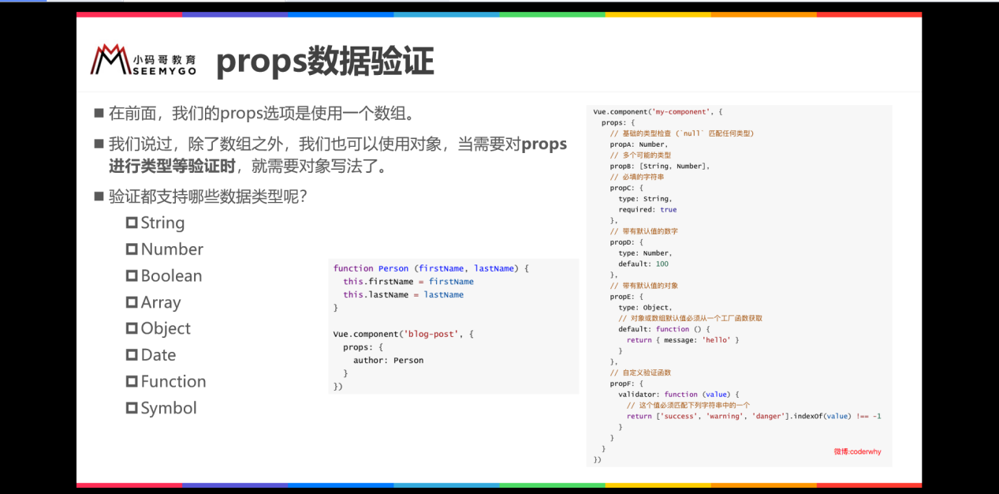 小码哥教育
SEEMYGO
props数据验证
在前面，我们的props选项是使用一个数组。
我们说过，除了数组之外，我们也可以使用对象，当需要对props
进行类型等验证时，就需要对象写法了。
验证都支持哪些数据类型呢？
String
Number
Boolean
Array
Object
Date
Function
Symbol
function Person (firstName, lastName) {
  this.firstName = firstName
  this.lastName = lastName
}

Vue.component('blog-post', {
  props: {
    author: Person
  }
})
Vue.component('my-component', {
  props: {
    // 基础的类型检查 (`null` 匹配任何类型)
    propA: Number,
    // 多个可能的类型
    propB: [String, Number],
    // 必填的字符串
    propC: {
      type: String,
      required: true
    },
    // 带有默认值的数字
    propD: {
      type: Number,
      default: 100
    },
    // 带有默认值的对象
    propE: {
      type: Object,
      // 对象或数组默认值必须从一个工厂函数获取
      default: function () {
        return { message: 'hello' }
      }
    },
    // 自定义验证函数
    propF: {
      validator: function (value) {
        // 这个值必须匹配下列字符串中的一个
        return ['success', 'warning', 'danger'].indexOf(value) !== -1
      }
    }
  }
})
微博:coderwhy